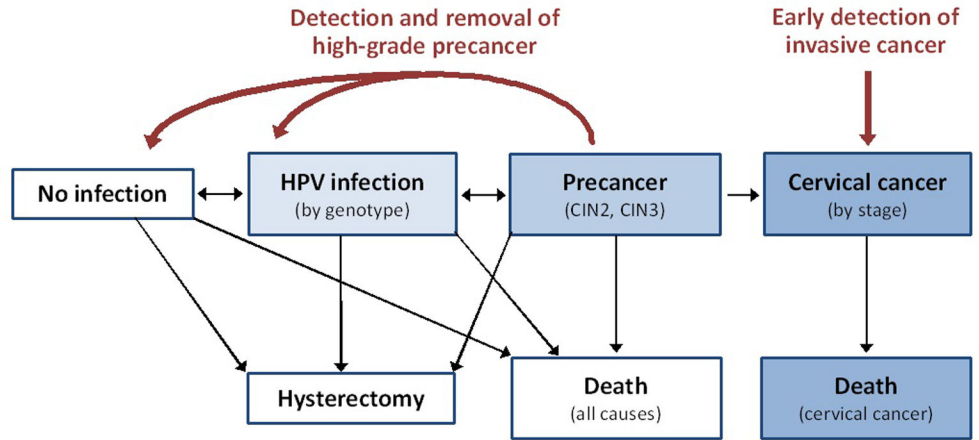 Detection and removal of
high-grade precancer
Early detection of
invasive cancer
No infection
HPV infection
(by genotype)
Precancer
(CIN2, CIN3)
Cervical cancer
(by stage)
Hysterectomy
Death
(all causes)
Death
(cervical cancer)